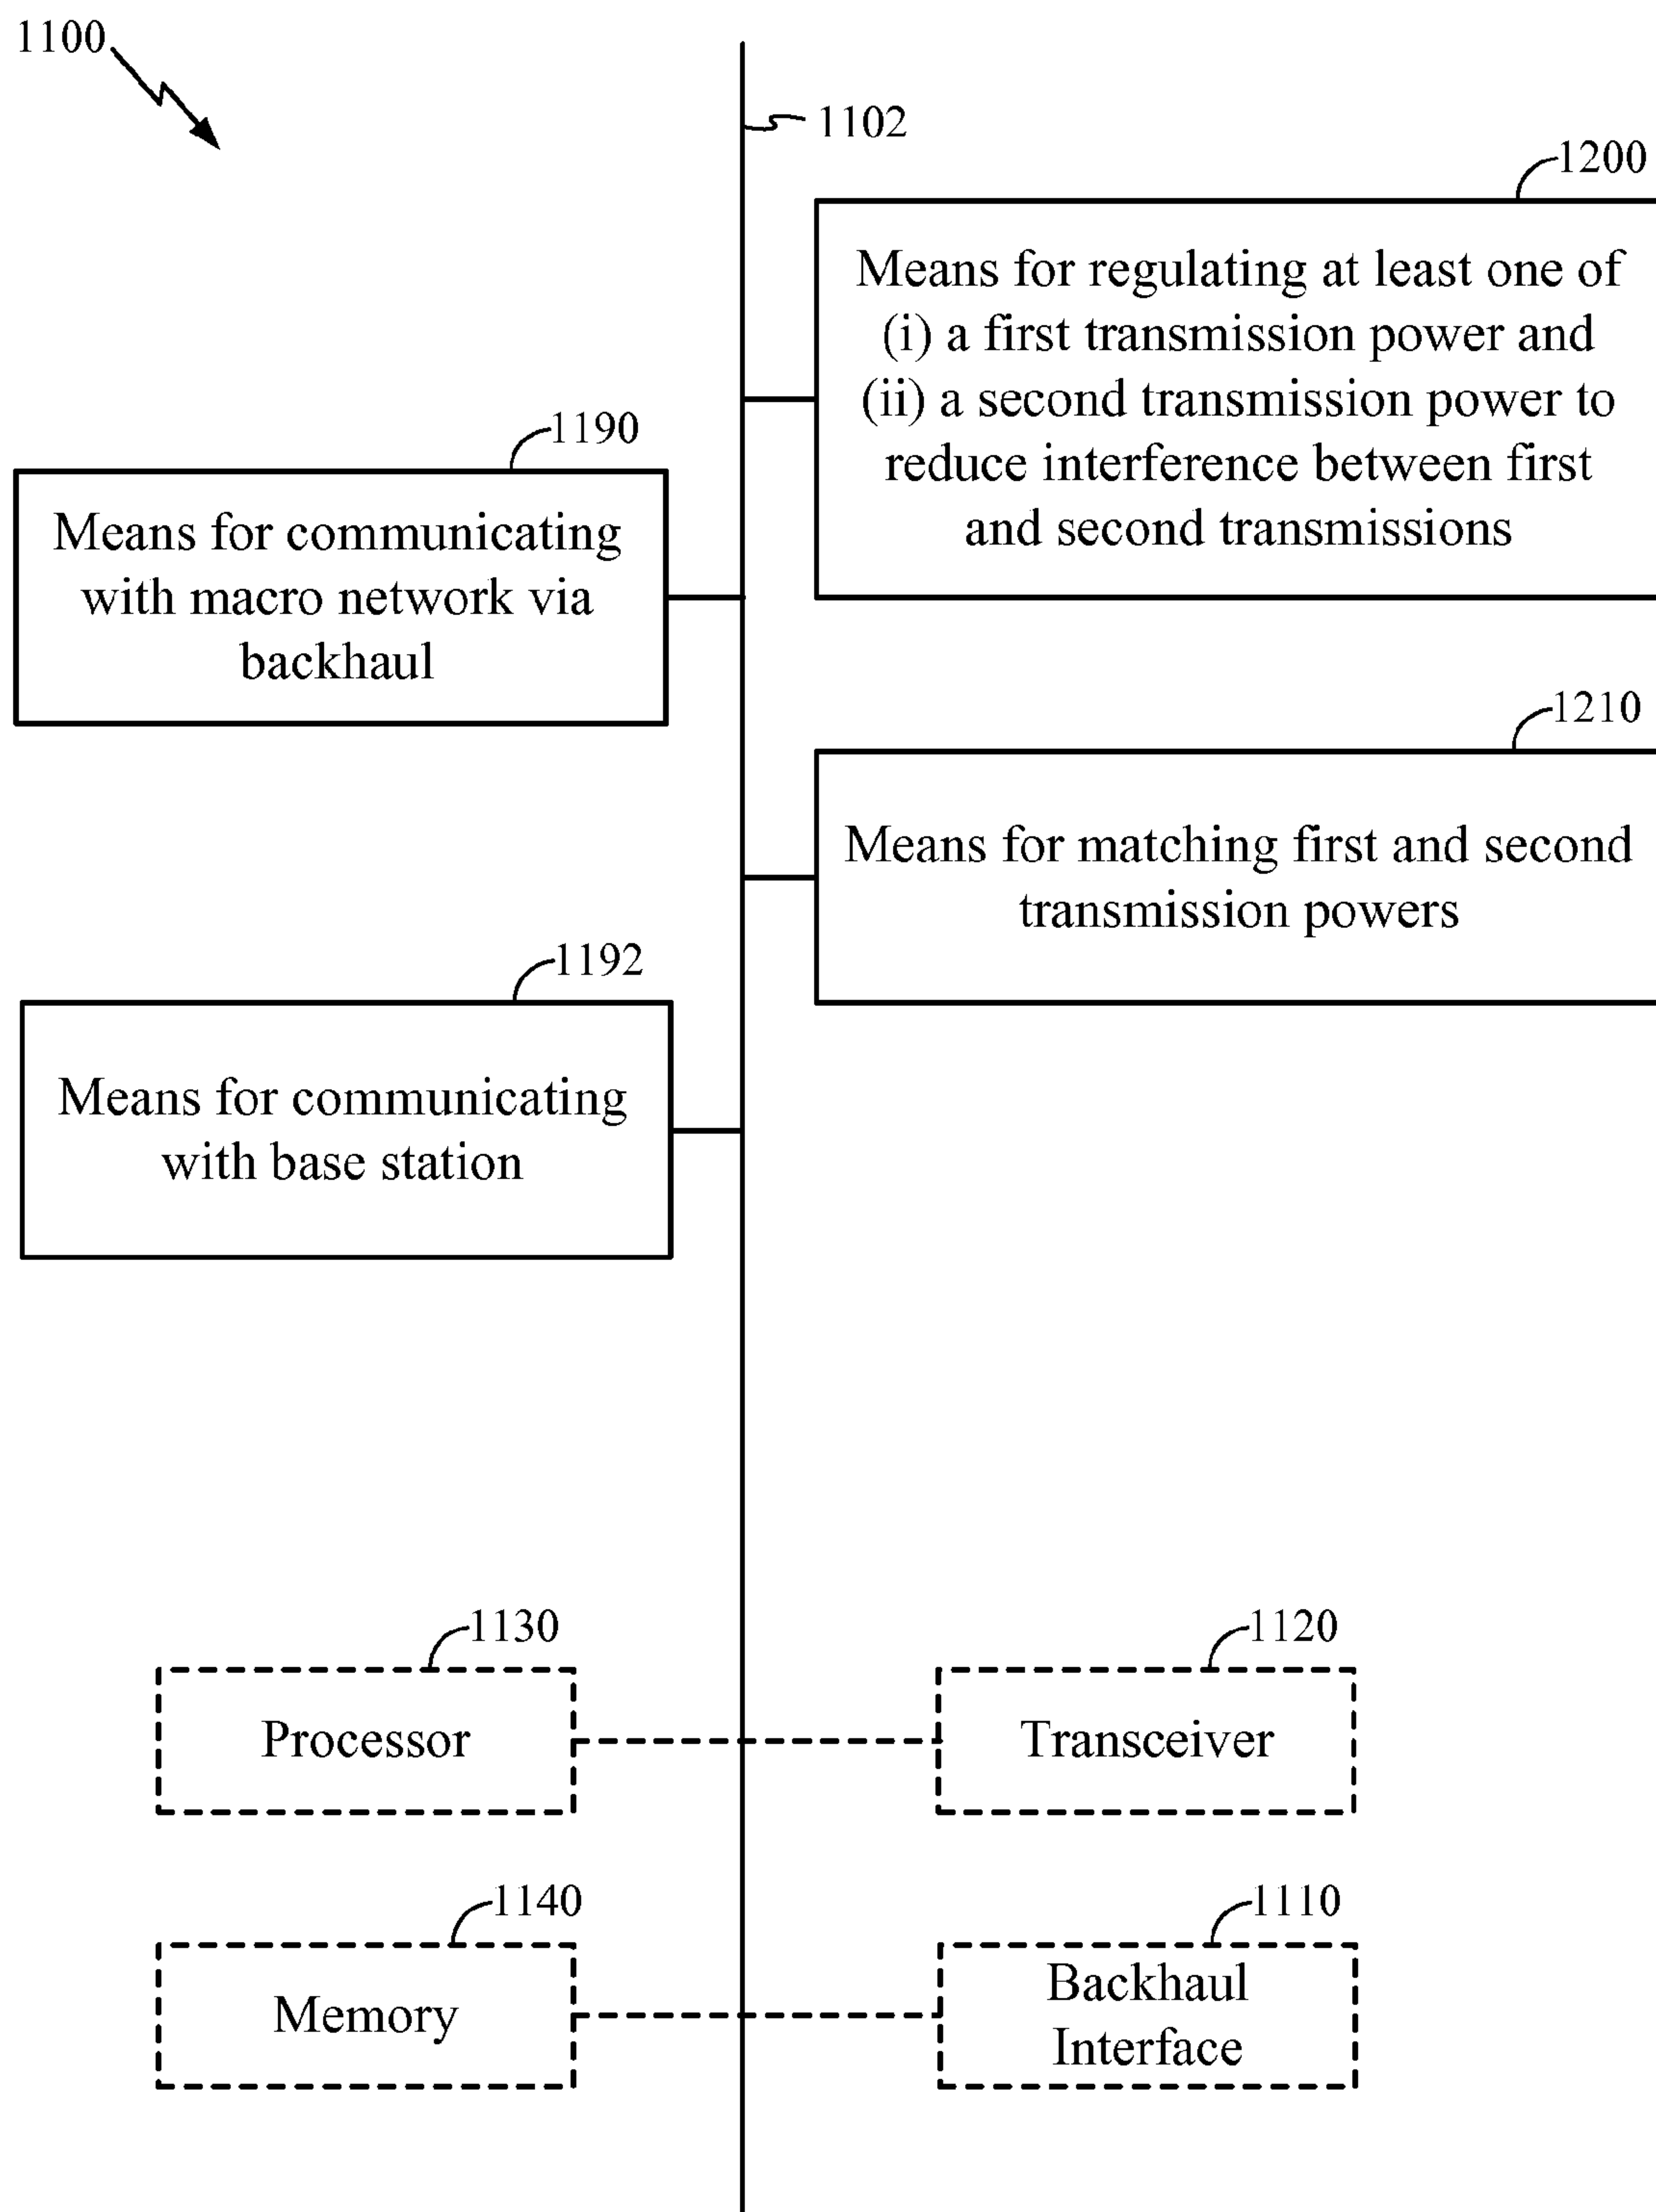 1100
1102
1200
Means for regulating at least one of
(i) a first transmission power and
(ii) a second transmission power to
reduce interference between first
and second transmissions
1190
Means for communicating
with macro network via
backhaul
1210
Means for matching first and second
transmission powers
1192
Means for communicating
with base station
1130
Processor
1120
Transceiver
1140
Memory
1110
Backhaul
Interface